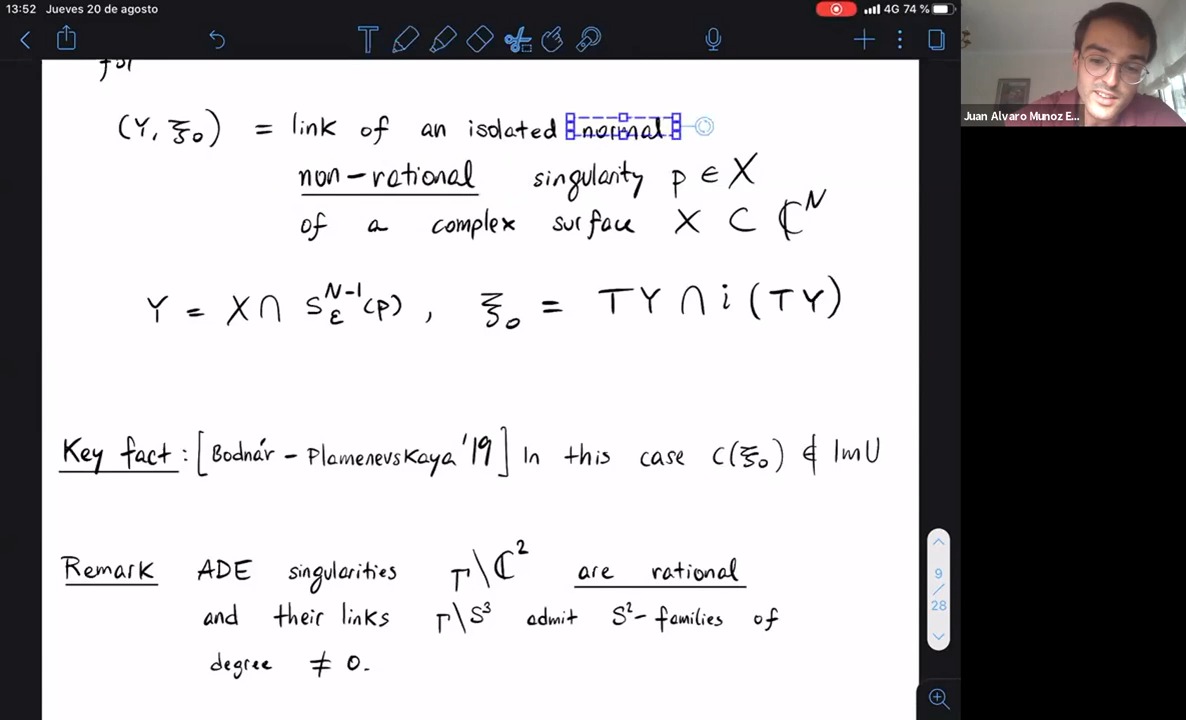 13:52 Jueves 20 de agosto
4G 74 %
Juan Alvaro Munoz E...
for
(Y, ξ₀) = link of an isolated normal
non-rational singularity p ∈ X
of a complex surface X ⊂ ℂᴺ
Y = X ∩ S_ε^{N-1}(p), ξ₀ = TY ∩ i(TY)
Key fact: [Bodnár - Plamenevskaya '19] In this case c(ξ₀) ∉ Im U
Remark ADE singularities Γ\ℂ² are rational
and their links Γ\S³ admit S²-families of
degree ≠ 0.
9
/
28